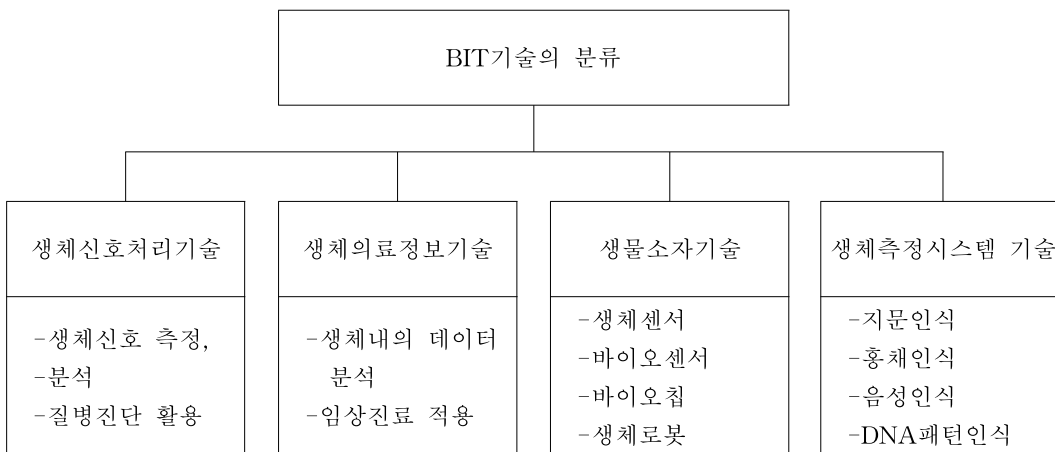 BIT기술의 분류
생체신호처리기술
-생체신호 측정,
-분석
-질병진단 활용
생체의료정보기술
-생체내의 데이터
분석
-임상진료 적용
생물소자기술
-생체센서
-바이오센서
-바이오칩
-생체로봇
생체측정시스템 기술
-지문인식
-홍채인식
-음성인식
-DNA패턴인식